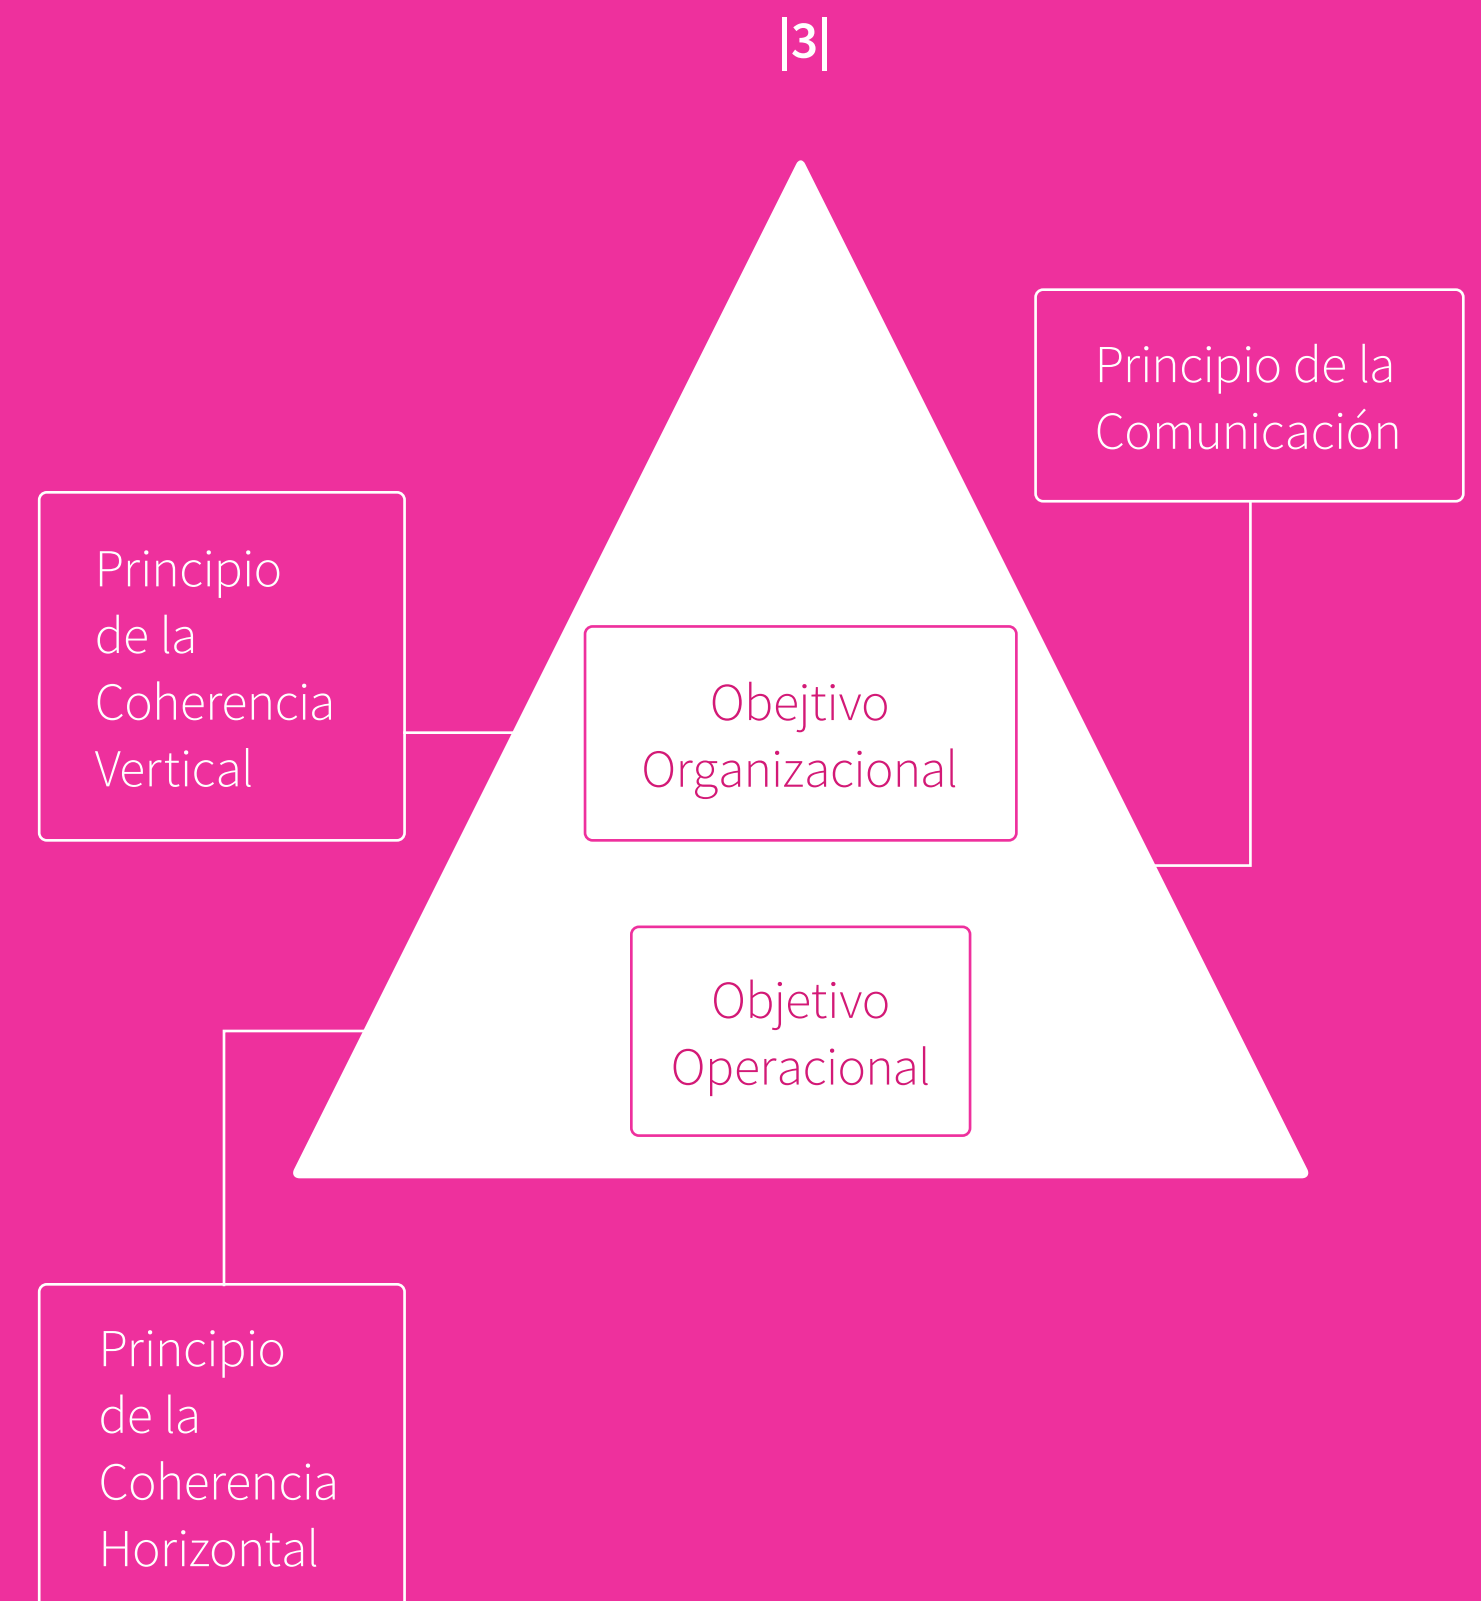 |3|
Principio de la
Comunicación
Principio
de la
Coherencia
Vertical
Obejtivo
Organizacional
Objetivo
Operacional
Principio
de la
Coherencia
Horizontal